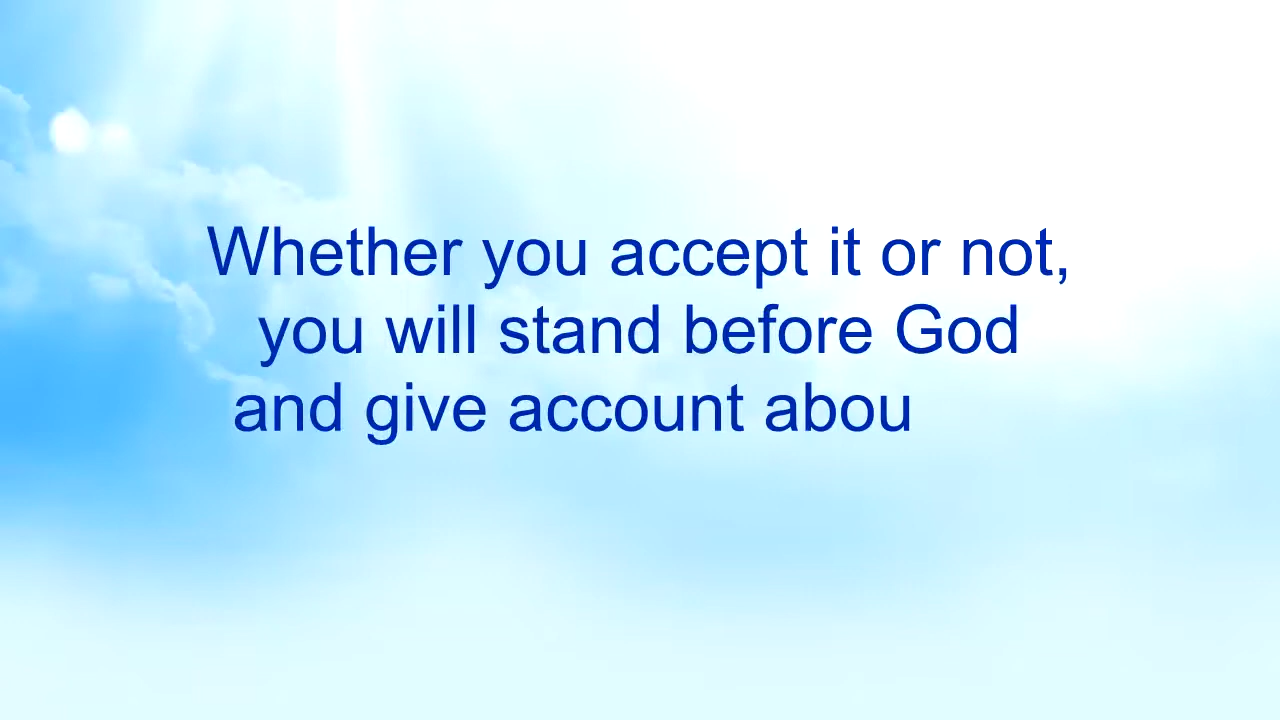 Whether you accept it or not,
you will stand before God
and give account abou